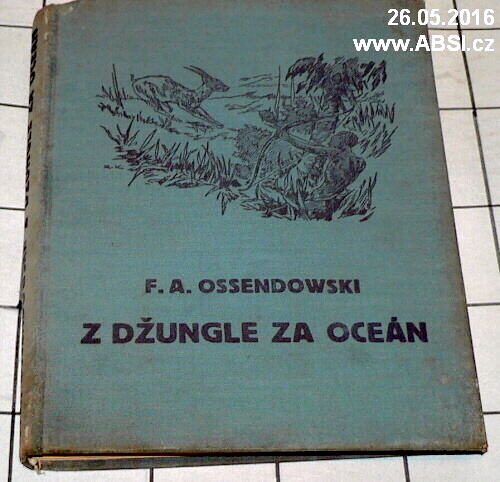 26.05.2016
www.ABSI.cz
F. A. OSSENDOWSKI
Z DŽUNGLE ZA OCEÁN